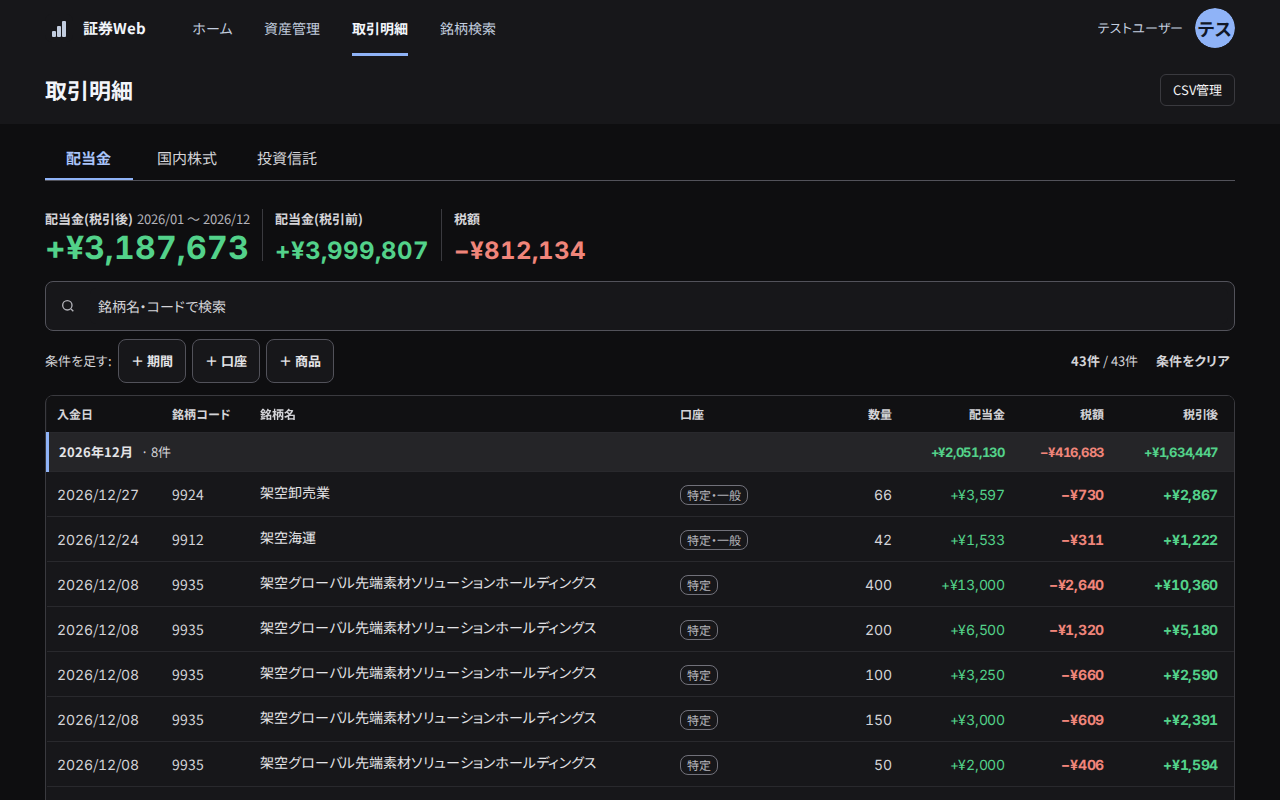 証券Web ホーム 資産管理 取引明細 銘柄検索 テストユーザー テス
取引明細 CSV管理
配当金 国内株式 投資信託
配当金(税引後) 2026/01 〜 2026/12 配当金(税引前) 税額
+¥3,187,673 +¥3,999,807 −¥812,134
銘柄名・コードで検索
条件を足す: ＋ 期間 ＋ 口座 ＋ 商品 43件 / 43件 条件をクリア
入金日 銘柄コード 銘柄名 口座 数量 配当金 税額 税引後
2026年12月 · 8件 +¥2,051,130 −¥416,683 +¥1,634,447
2026/12/27 9924 架空卸売業 特定・一般 66 +¥3,597 −¥730 +¥2,867
2026/12/24 9912 架空海運 特定・一般 42 +¥1,533 −¥311 +¥1,222
2026/12/08 9935 架空グローバル先端素材ソリューションホールディングス 特定 400 +¥13,000 −¥2,640 +¥10,360
2026/12/08 9935 架空グローバル先端素材ソリューションホールディングス 特定 200 +¥6,500 −¥1,320 +¥5,180
2026/12/08 9935 架空グローバル先端素材ソリューションホールディングス 特定 100 +¥3,250 −¥660 +¥2,590
2026/12/08 9935 架空グローバル先端素材ソリューションホールディングス 特定 150 +¥3,000 −¥609 +¥2,391
2026/12/08 9935 架空グローバル先端素材ソリューションホールディングス 特定 50 +¥2,000 −¥406 +¥1,594